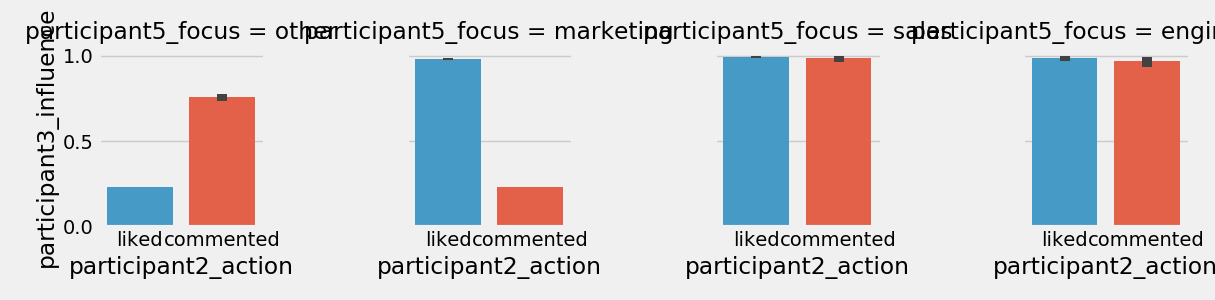 participant5_focus = other
participant5_focus = marketing
participant5_focus = sales
participant5_focus = engin
participant3_influence
1.0
0.5
0.0
liked commented
liked commented
liked commented
liked commented
participant2_action
participant2_action
participant2_action
participant2_action